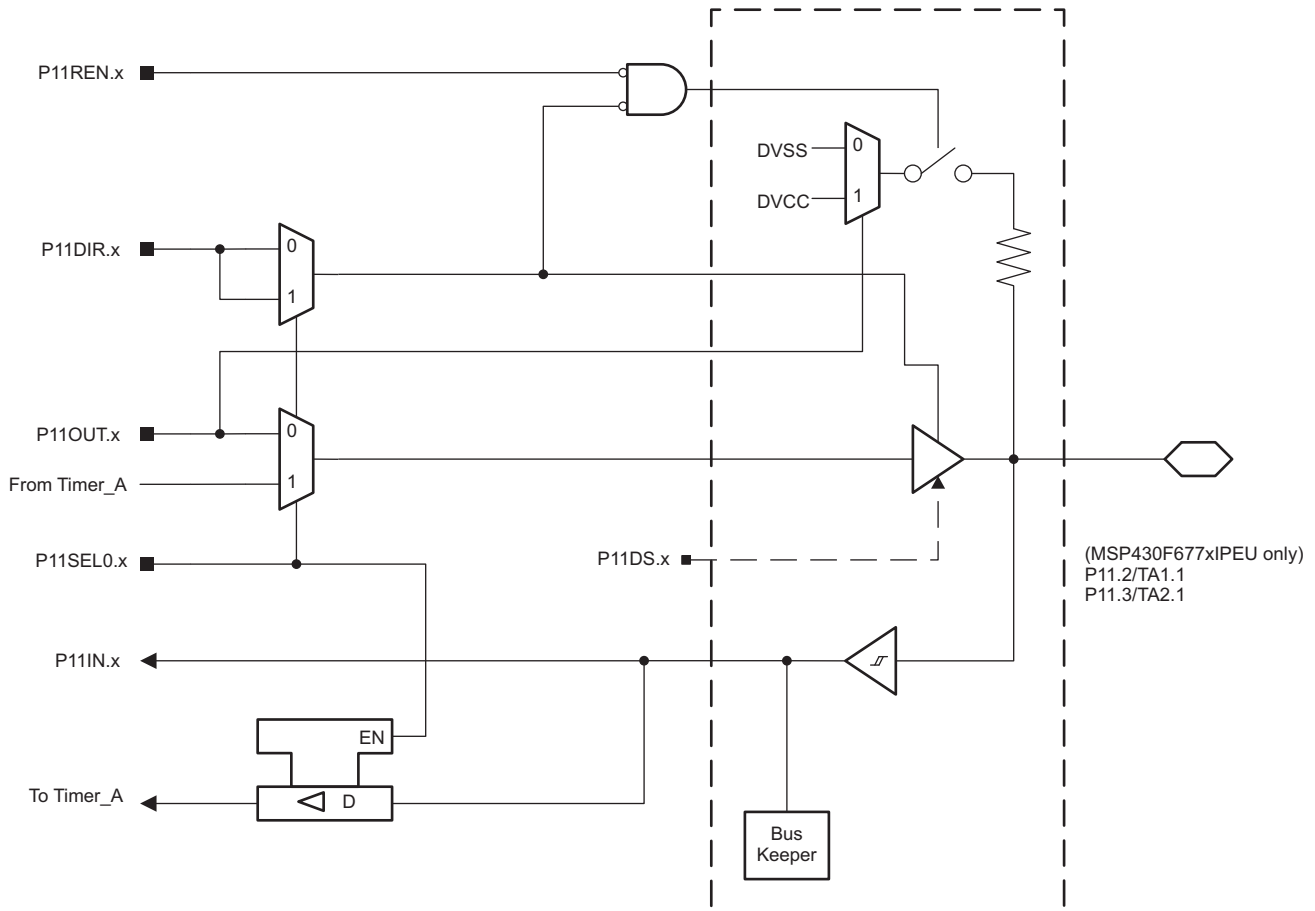 P11REN.x
DVSS
0
DVCC
1
P11DIR.x
0
1
P11OUT.x
0
From Timer_A
1
P11SEL0.x
P11DS.x
(MSP430F677xIPEU only)
P11.2/TA1.1
P11.3/TA2.1
P11IN.x
EN
To Timer_A
D
Bus
Keeper